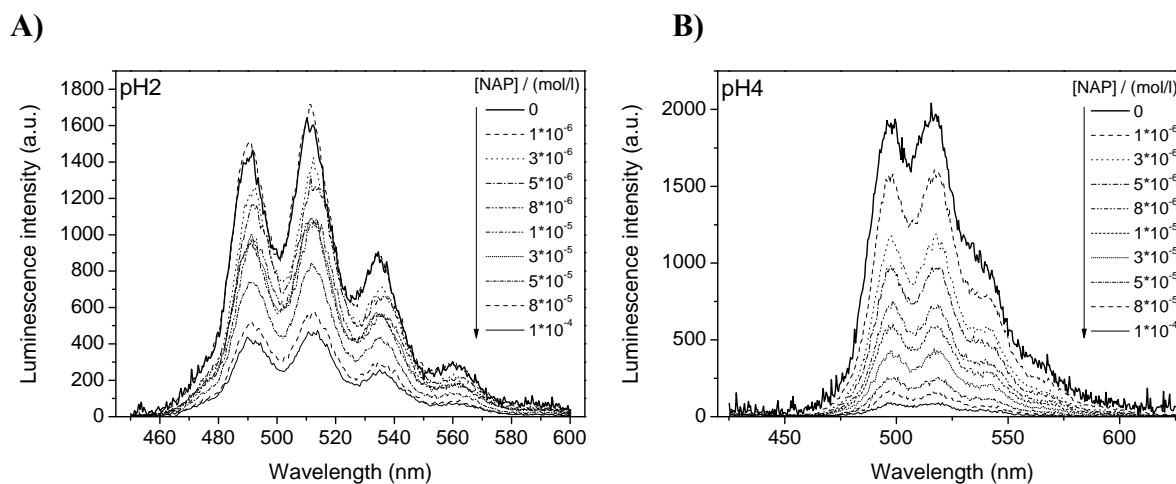 A)
B)
pH2
[NAP] / (mol/l)
0
1*10⁻⁶
3*10⁻⁶
5*10⁻⁶
8*10⁻⁶
1*10⁻⁵
3*10⁻⁵
5*10⁻⁵
8*10⁻⁵
1*10⁻⁴
1800
1600
1400
1200
1000
800
600
400
200
0
Luminescence intensity (a.u.)
460 480 500 520 540 560 580 600
Wavelength (nm)
pH4
[NAP] / (mol/l)
0
1*10⁻⁶
3*10⁻⁶
5*10⁻⁶
8*10⁻⁶
1*10⁻⁵
3*10⁻⁵
5*10⁻⁵
8*10⁻⁵
1*10⁻⁴
2000
1500
1000
500
0
Luminescence intensity (a.u.)
450 500 550 600
Wavelength (nm)